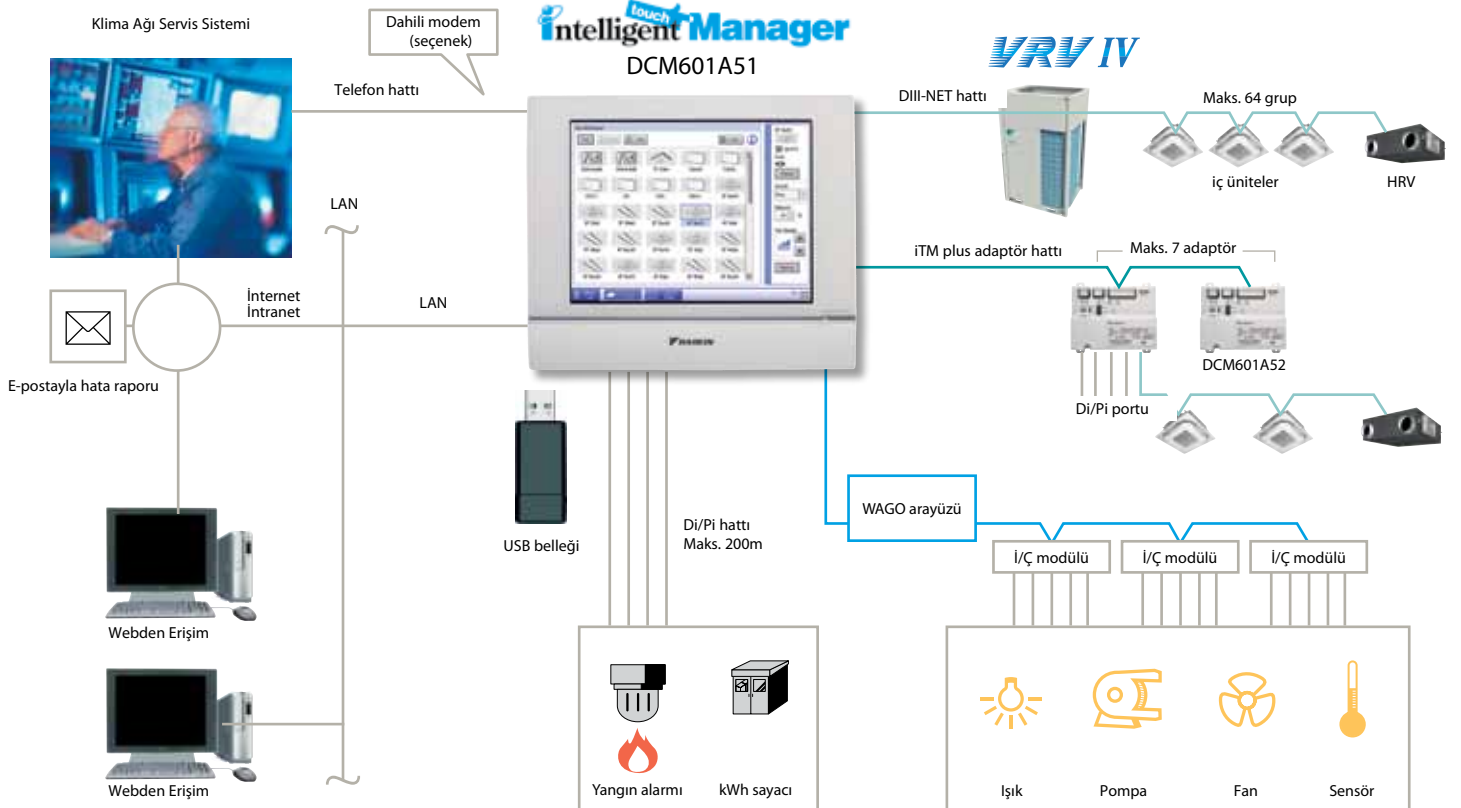 Klima Ağı Servis Sistemi
Dahili modem
(seçenek)
touch
intelligent Manager
DCM601A51
VRV IV
Telefon hattı
DIII-NET hattı
Maks. 64 grup
iç üniteler
HRV
LAN
iTM plus adaptör hattı
Maks. 7 adaptör
İnternet
İntranet
LAN
DAIKIN
DCM601A52
E-postayla hata raporu
Di/Pi portu
USB belleği
Di/Pi hattı
Maks. 200m
WAGO arayüzü
İ/Ç modülü
İ/Ç modülü
İ/Ç modülü
Webden Erişim
Webden Erişim
Yangın alarmı
kWh sayacı
Işık
Pompa
Fan
Sensör